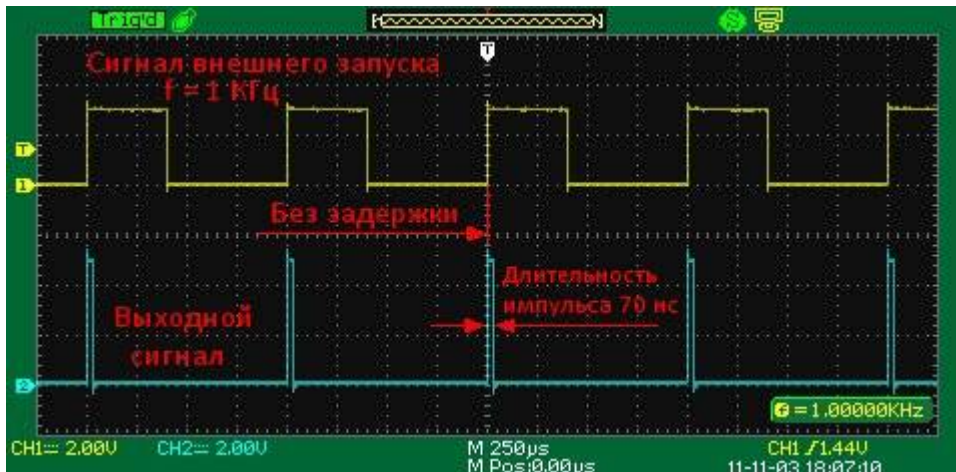 Trig'd
T
Сигнал внешнего запуска
f = 1 КГц
T
1
Без задержки
Длительность
импульса 70 нс
Выходной
сигнал
2
f = 1.00000KHz
CH1 2.00V
CH2 2.00V
M 250µs
CH1 1.44V
M Pos:0.00µs
11-11-03 18:07:10